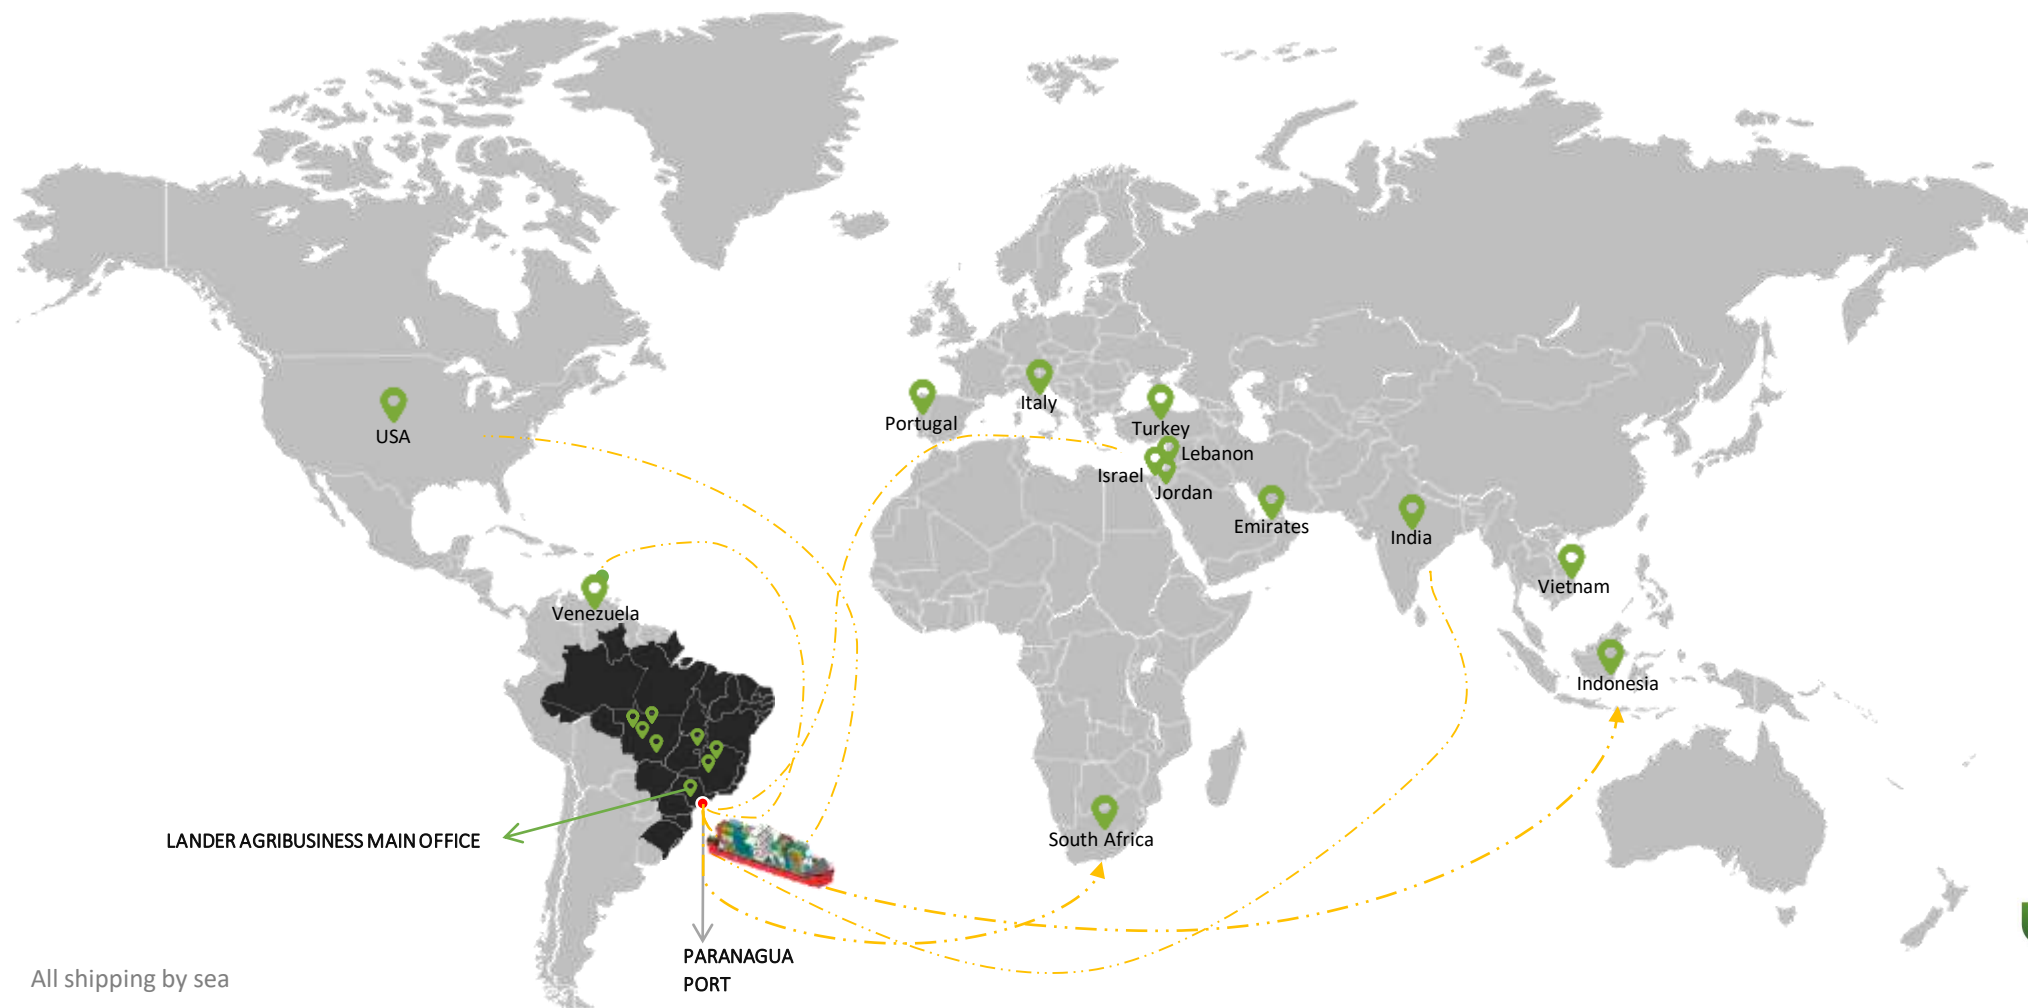 USA
Portugal
Italy
Turkey
Lebanon
Israel
Jordan
Emirates
India
Vietnam
Venezuela
Indonesia
South Africa
LANDER AGRIBUSINESS MAIN OFFICE
PARANAGUA
PORT
All shipping by sea